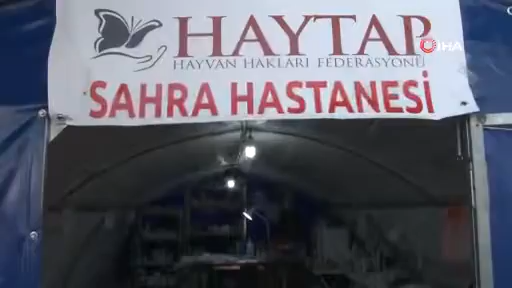 HAYTAP
HAYVAN HAKLARI FEDERASYONU
SAHRA HASTANESİ
İHA